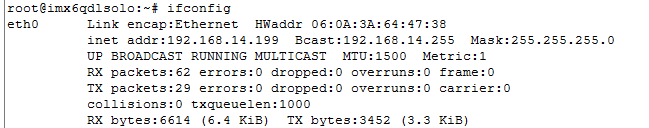 root@imx6qdlsolo:~# ifconfig
eth0      Link encap:Ethernet  HWaddr 06:0A:3A:64:47:38
          inet addr:192.168.14.199  Bcast:192.168.14.255  Mask:255.255.255.0
          UP BROADCAST RUNNING MULTICAST  MTU:1500  Metric:1
          RX packets:62 errors:0 dropped:0 overruns:0 frame:0
          TX packets:29 errors:0 dropped:0 overruns:0 carrier:0
          collisions:0 txqueuelen:1000
          RX bytes:6614 (6.4 KiB)  TX bytes:3452 (3.3 KiB)